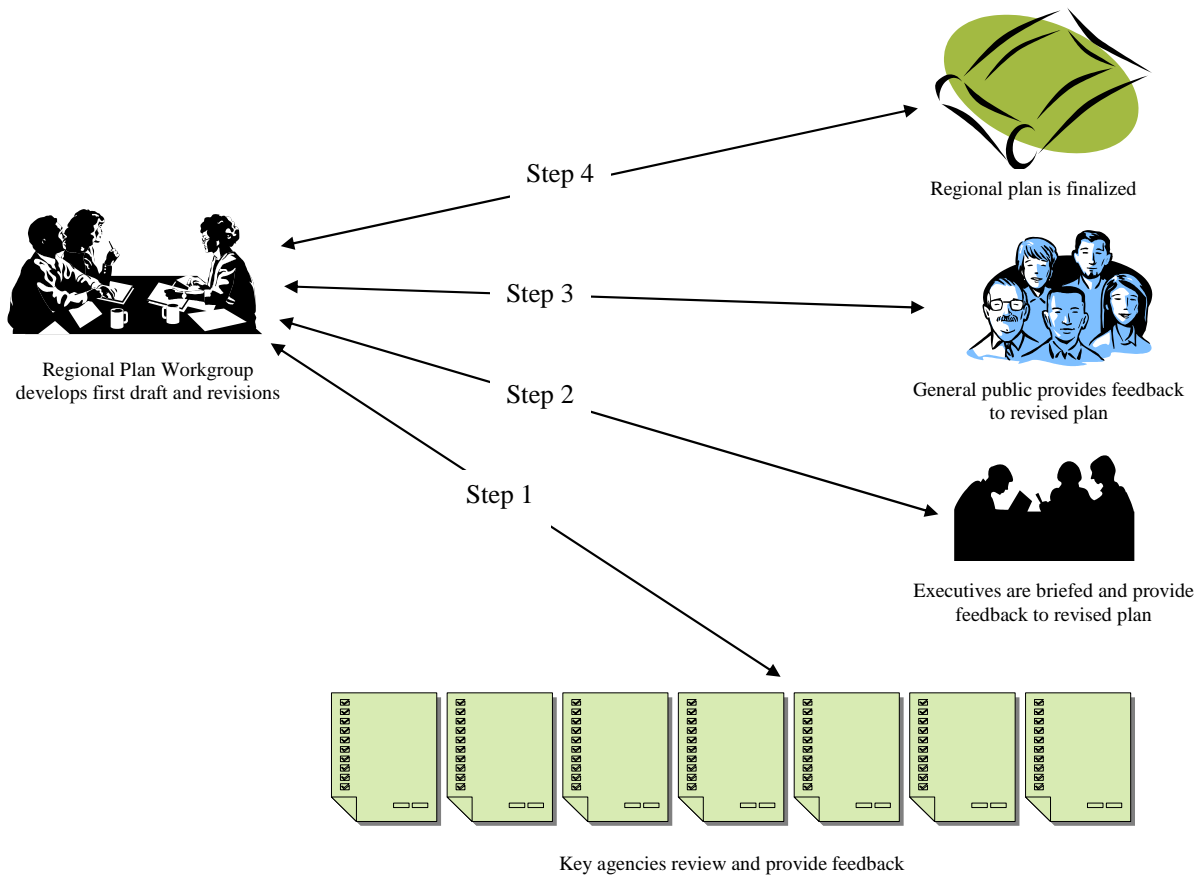 Step 4
Regional plan is finalized
Step 3
Regional Plan Workgroup
develops first draft and revisions
General public provides feedback
to revised plan
Step 2
Step 1
Executives are briefed and provide
feedback to revised plan
Key agencies review and provide feedback